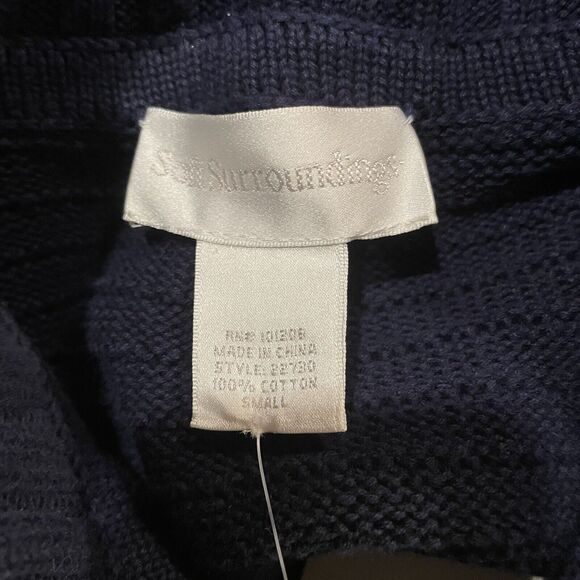 Soft Surroundings
RN# 101206
MADE IN CHINA
STYLE: 22730
100% COTTON
SMALL